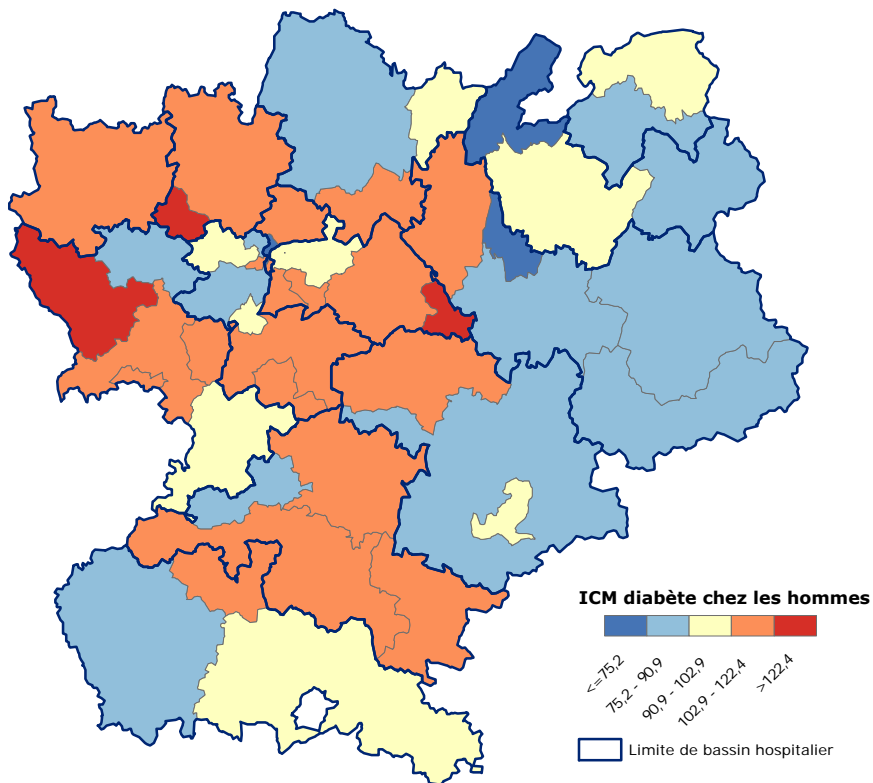 ICM diabète chez les hommes
<=75,2
75,2 - 90,9
90,9 - 102,9
102,9 - 122,4
>122,4
Limite de bassin hospitalier